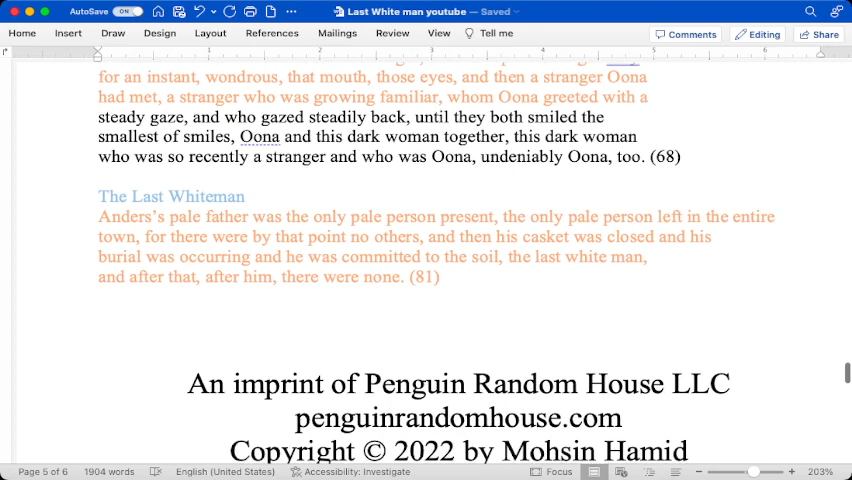 AutoSave ON Last White man youtube — Saved
Home Insert Draw Design Layout References Mailings Review View Tell me Comments Editing Share
1 2 3 4 5 6
for an instant, wondrous, that mouth, those eyes, and then a stranger Oona
had met, a stranger who was growing familiar, whom Oona greeted with a
steady gaze, and who gazed steadily back, until they both smiled the
smallest of smiles, Oona and this dark woman together, this dark woman
who was so recently a stranger and who was Oona, undeniably Oona, too. (68)
The Last Whiteman
Anders's pale father was the only pale person present, the only pale person left in the entire
town, for there were by that point no others, and then his casket was closed and his
burial was occurring and he was committed to the soil, the last white man,
and after that, after him, there were none. (81)
An imprint of Penguin Random House LLC
penguinrandomhouse.com
Copyright © 2022 by Mohsin Hamid
Page 5 of 6 1904 words English (United States) Accessibility: Investigate Focus 203%